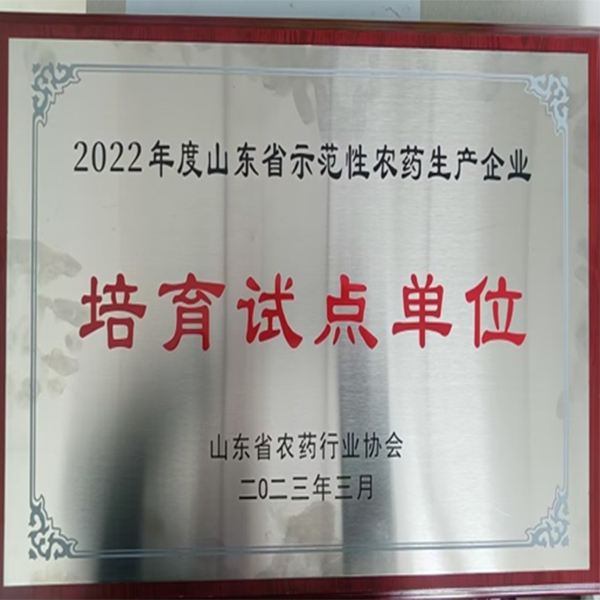 2022年度山东省示范性农药生产企业
培育试点单位
山东省农药行业协会
二0二三年三月